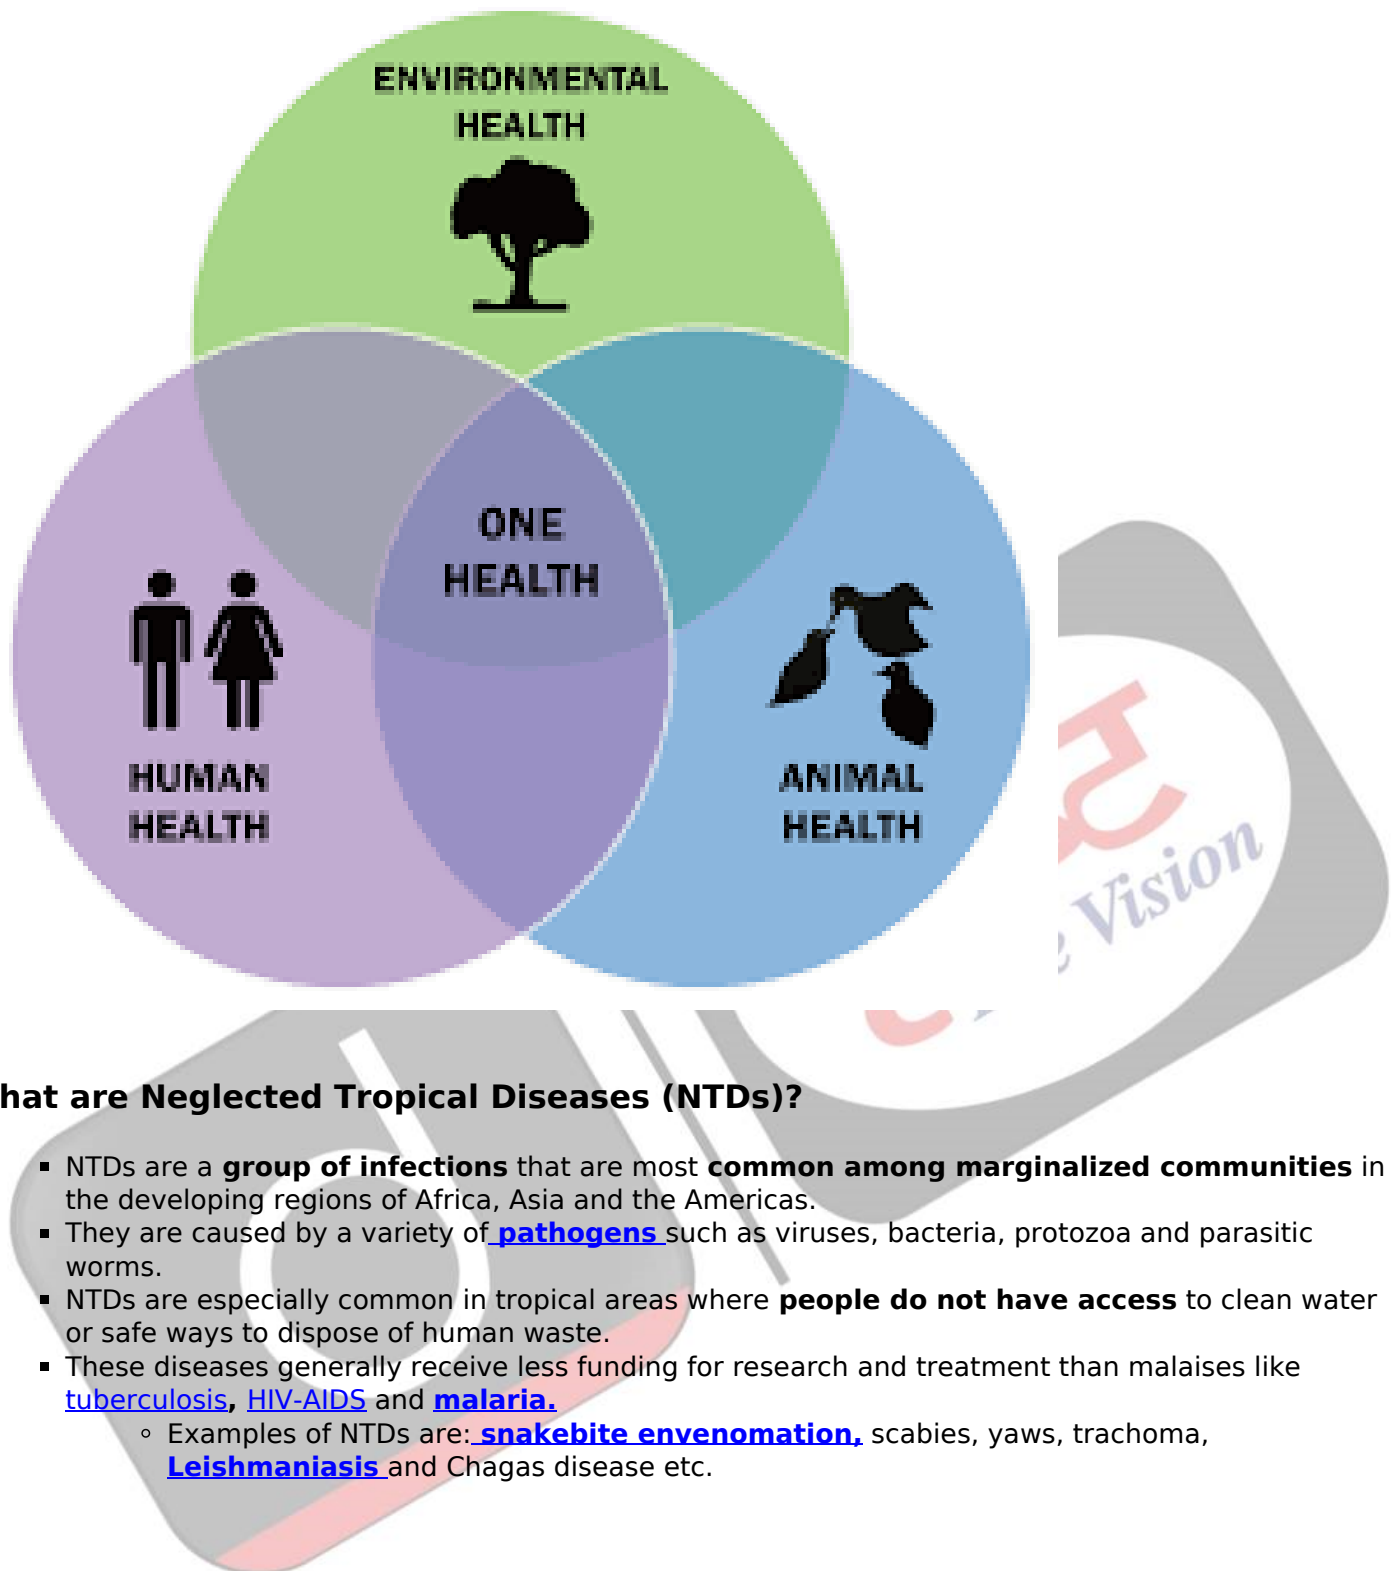 ENVIRONMENTAL
HEALTH
ONE
HEALTH
HUMAN
HEALTH
ANIMAL
HEALTH
Vision
hat are Neglected Tropical Diseases (NTDs)?
▪ NTDs are a group of infections that are most common among marginalized communities in
the developing regions of Africa, Asia and the Americas.
▪ They are caused by a variety of pathogens such as viruses, bacteria, protozoa and parasitic
worms.
▪ NTDs are especially common in tropical areas where people do not have access to clean water
or safe ways to dispose of human waste.
▪ These diseases generally receive less funding for research and treatment than malaises like
tuberculosis, HIV-AIDS and malaria.
◦ Examples of NTDs are: snakebite envenomation, scabies, yaws, trachoma,
Leishmaniasis and Chagas disease etc.